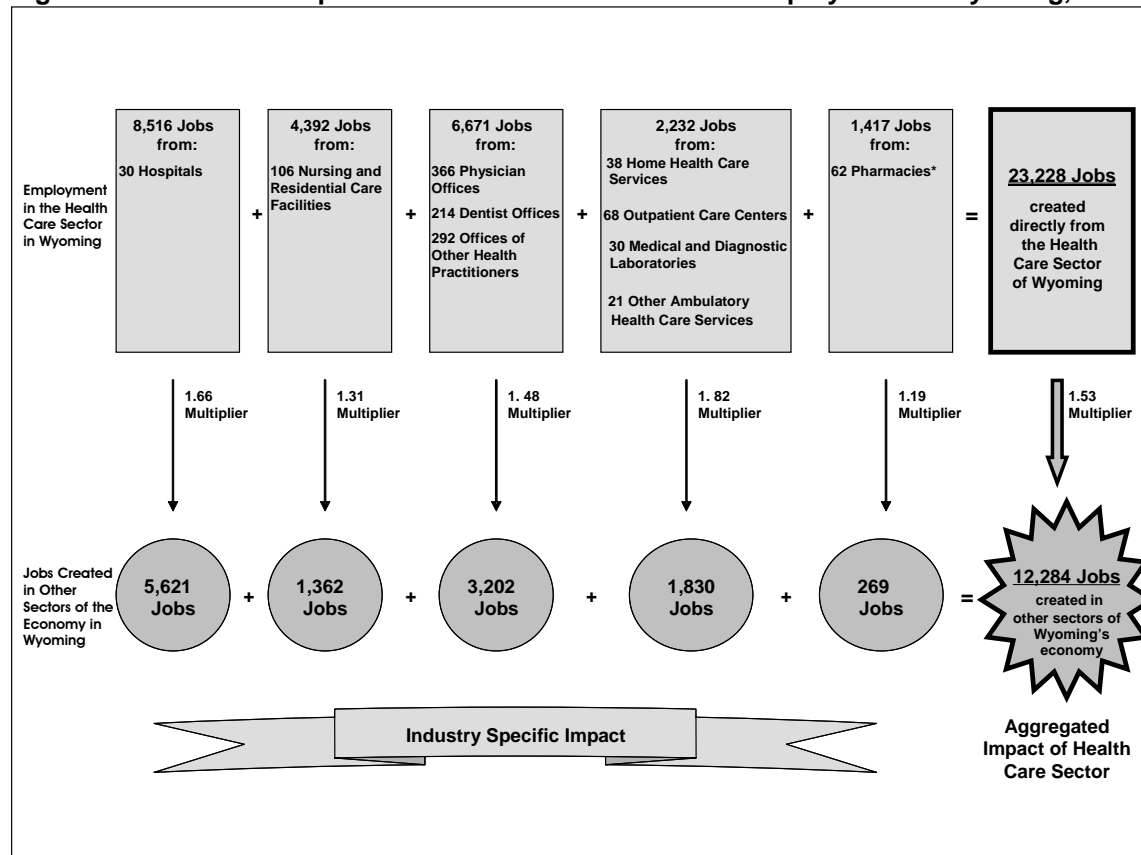 8,516 Jobs
from:
30 Hospitals
4,392 Jobs
from:
106 Nursing and
Residential Care
Facilities
6,671 Jobs
from:
366 Physician
Offices
214 Dentist Offices
292 Offices of
Other Health
Practitioners
2,232 Jobs
from:
38 Home Health Care
Services
68 Outpatient Care Centers
30 Medical and Diagnostic
Laboratories
21 Other Ambulatory
Health Care Services
1,417 Jobs
from:
62 Pharmacies*
23,228 Jobs
created
directly from
the Health
Care Sector
of Wyoming
Employment
in the Health
Care Sector
in Wyoming
+ + + + =
1.66
Multiplier
1.31
Multiplier
1. 48
Multiplier
1. 82
Multiplier
1.19
Multiplier
1.53
Multiplier
Jobs Created
in Other
Sectors of the
Economy in
Wyoming
5,621
Jobs
+
1,362
Jobs
+
3,202
Jobs
+
1,830
Jobs
+
269
Jobs
=
12,284 Jobs
created in
other sectors of
Wyoming's
economy
Industry Specific Impact
Aggregated
Impact of Health
Care Sector